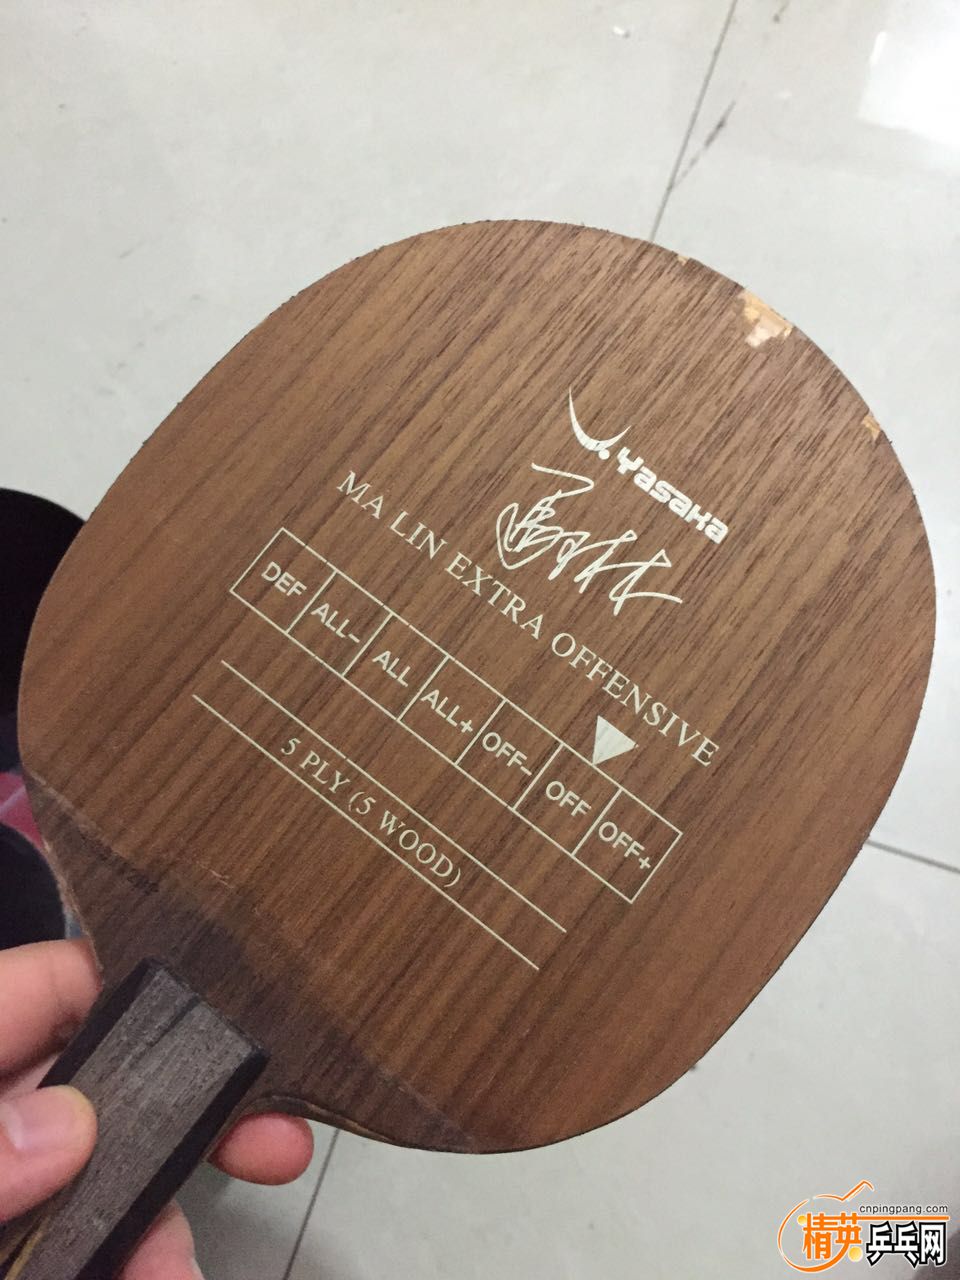 Yasaka
马林
MA LIN EXTRA OFFENSIVE
DEF ALL- ALL ALL+ OFF- OFF OFF+
5 PLY (5 WOOD)
cnpingpang.com
精英乒乓网